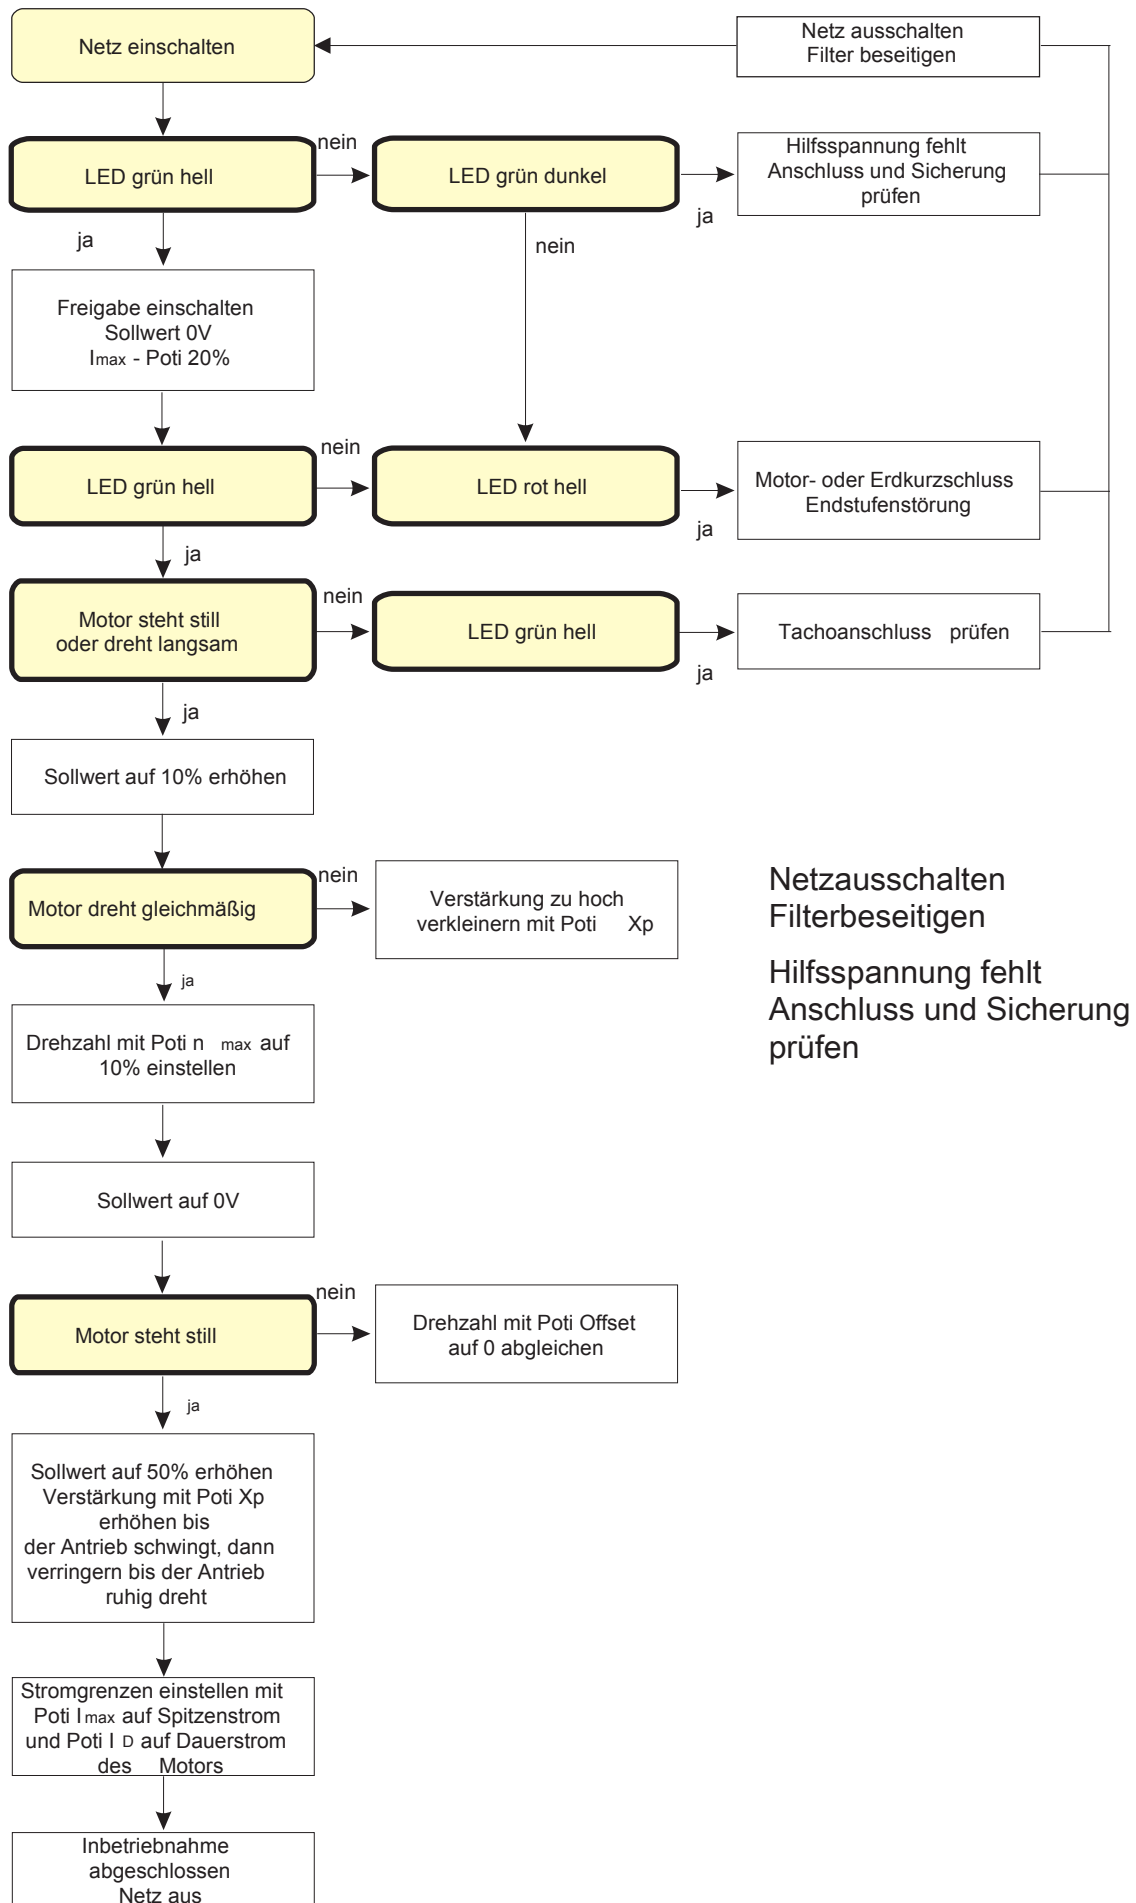 Netz einschalten
Netz ausschalten
Filter beseitigen
LED grün hell
nein
LED grün dunkel
ja
Hilfsspannung fehlt
Anschluss und Sicherung
prüfen
ja
nein
Freigabe einschalten
Sollwert 0V
Imax - Poti 20%
LED grün hell
nein
LED rot hell
ja
Motor- oder Erdkurzschluss
Endstufenstörung
ja
Motor steht still
oder dreht langsam
nein
LED grün hell
ja
Tachoanschluss prüfen
ja
Sollwert auf 10% erhöhen
Motor dreht gleichmäßig
nein
Verstärkung zu hoch
verkleinern mit Poti Xp
Netzausschalten
Filterbeseitigen
Hilfsspannung fehlt
Anschluss und Sicherung
prüfen
ja
Drehzahl mit Poti n max auf
10% einstellen
Sollwert auf 0V
Motor steht still
nein
Drehzahl mit Poti Offset
auf 0 abgleichen
ja
Sollwert auf 50% erhöhen
Verstärkung mit Poti Xp
erhöhen bis
der Antrieb schwingt, dann
verringern bis der Antrieb
ruhig dreht
Stromgrenzen einstellen mit
Poti Imax auf Spitzenstrom
und Poti I D auf Dauerstrom
des Motors
Inbetriebnahme
abgeschlossen
Netz aus